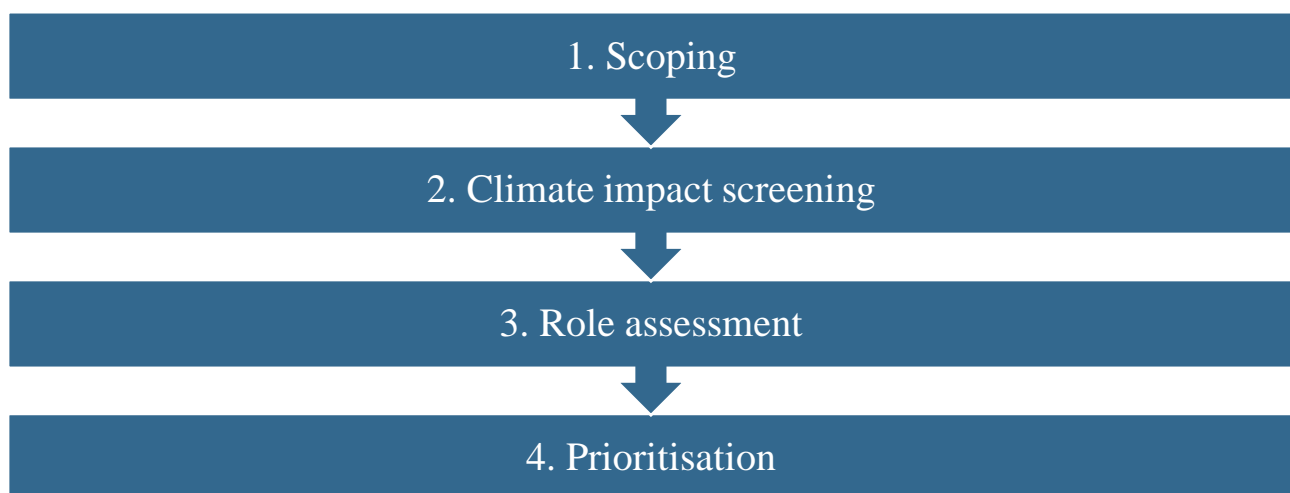 1. Scoping
2. Climate impact screening
3. Role assessment
4. Prioritisation